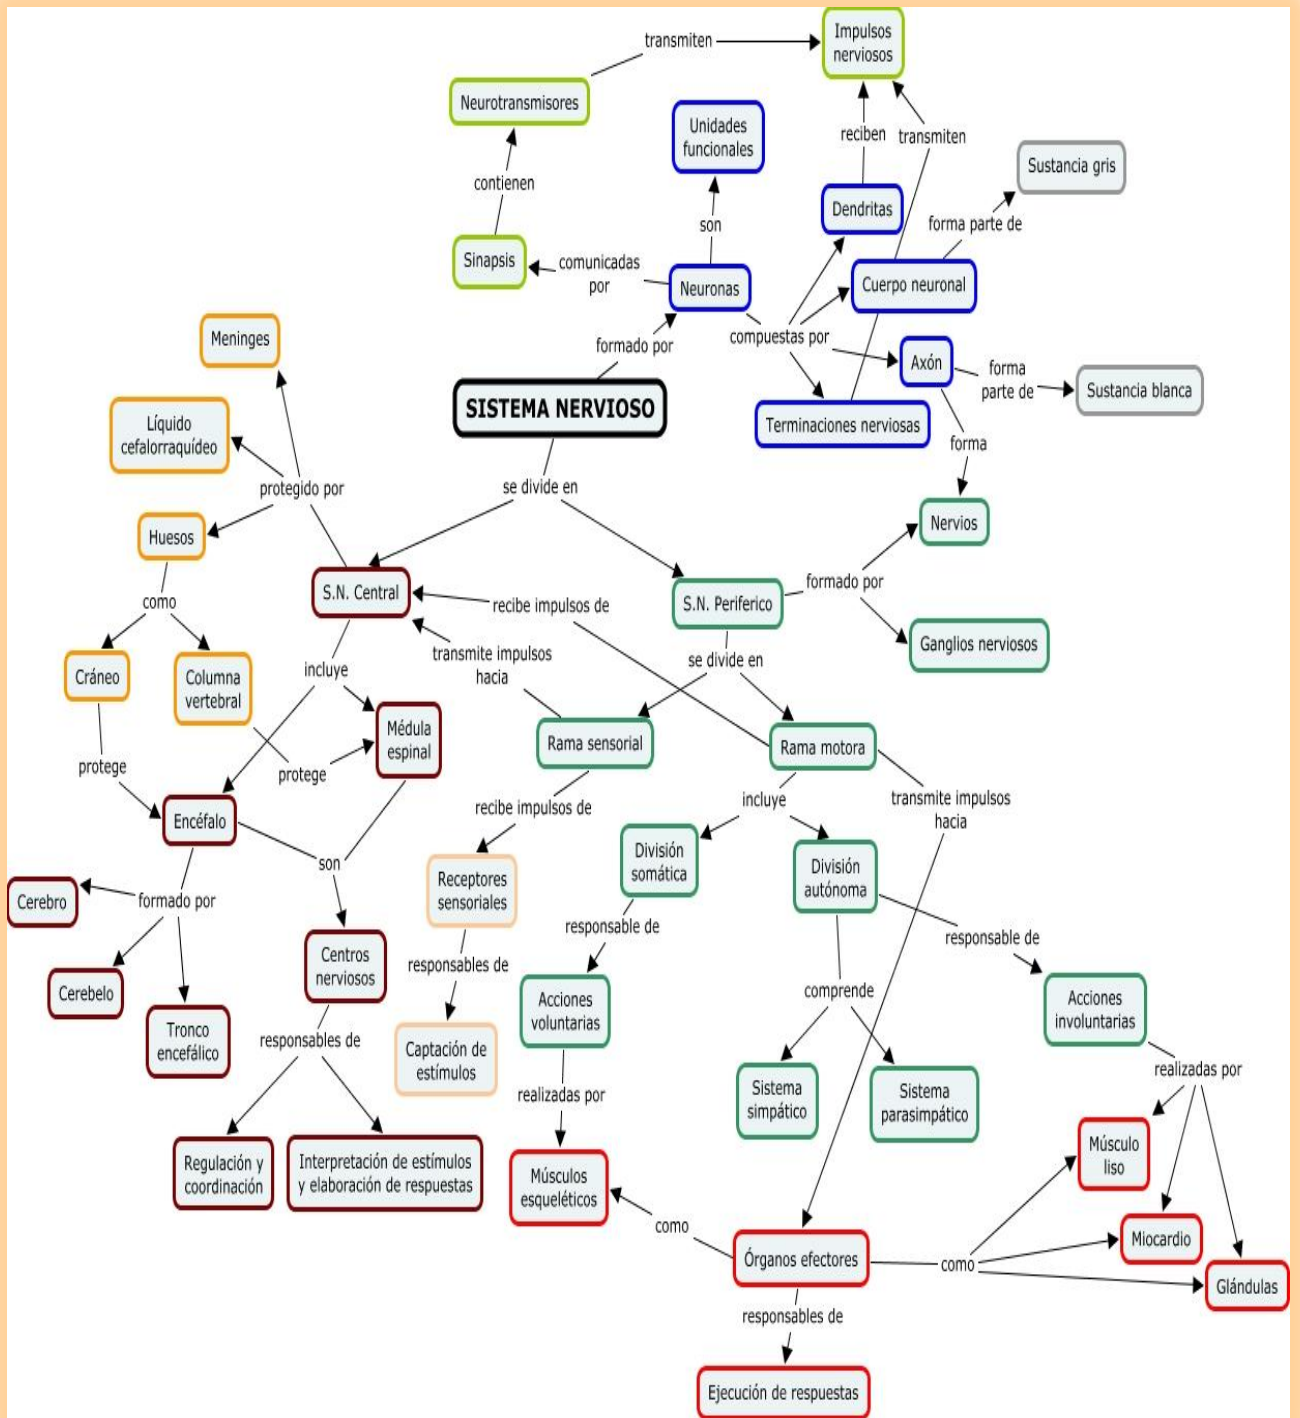 Impulsos
nerviosos
transmiten
Neurotransmisores
Unidades
funcionales
reciben
transmiten
Sustancia gris
contienen
Dendritas
son
forma parte de
Sinapsis
comunicadas
por
Neuronas
Cuerpo neuronal
Meninges
formado por
compuestas por
Axón
forma
parte de
Sustancia blanca
SISTEMA NERVIOSO
Líquido
cefalorraquídeo
Terminaciones nerviosas
forma
protegido por
se divide en
Huesos
Nervios
S.N. Central
S.N. Periferico
formado por
como
recibe impulsos de
Ganglios nerviosos
transmite impulsos
hacia
se divide en
Cráneo
Columna
vertebral
incluye
Médula
espinal
Rama sensorial
Rama motora
protege
protege
recibe impulsos de
incluye
transmite impulsos
hacia
Encéfalo
son
División
somática
División
autónoma
Receptores
sensoriales
Cerebro
formado por
responsable de
responsable de
Centros
nerviosos
responsables de
Cerebelo
comprende
Acciones
voluntarias
Acciones
involuntarias
Tronco
encefálico
responsables de
Captación de
estímulos
realizadas por
realizadas por
Sistema
simpático
Sistema
parasimpático
Regulación y
coordinación
Interpretación de estímulos
y elaboración de respuestas
Músculos
esqueléticos
Músculo
liso
como
Órganos efectores
como
Miocardio
Glándulas
responsables de
Ejecución de respuestas